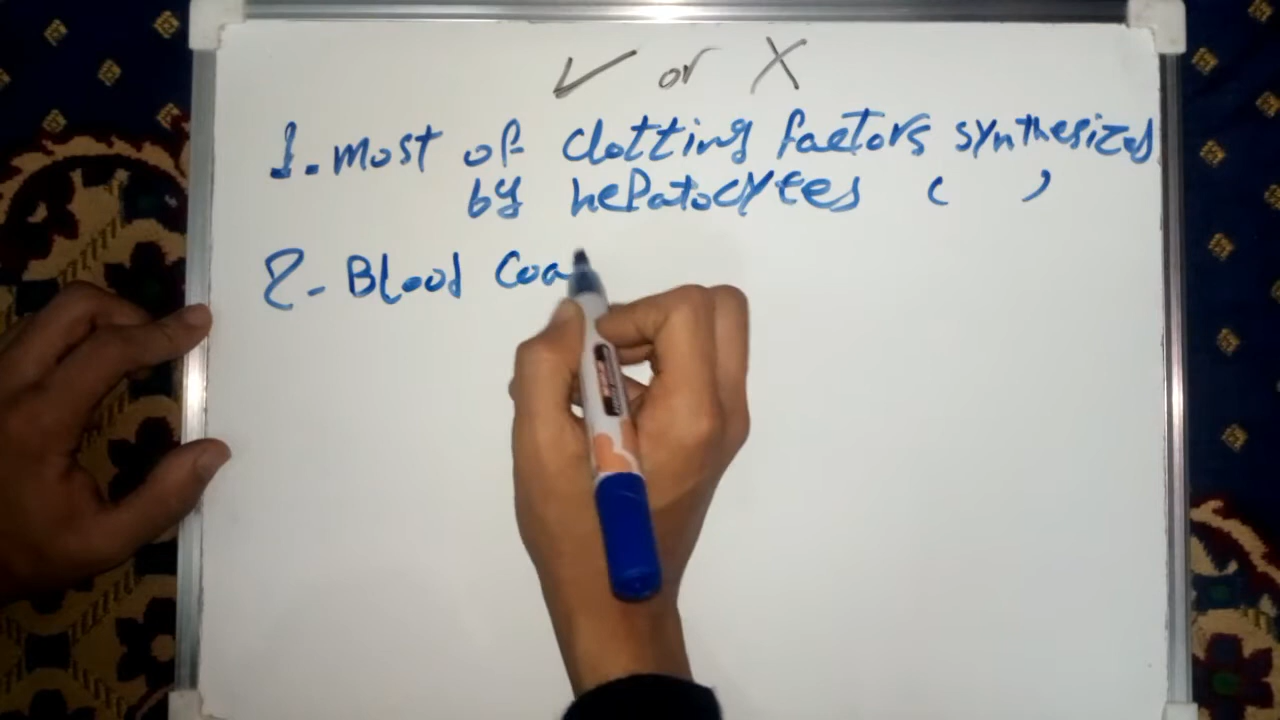 ✓ or X
1. most of clotting factors synthesized
by hepatocytes ( )
2- Blood Coa